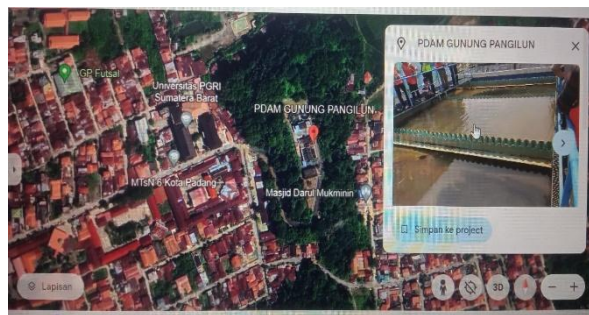 GP Futsal
Universitas PGRI
Sumatera Barat
PDAM GUNUNG PANGILUN
MTsN 6 Kota Padang
Masjid Darul Mukminin
Lapisan
PDAM GUNUNG PANGILUN
Simpan ke project
3D